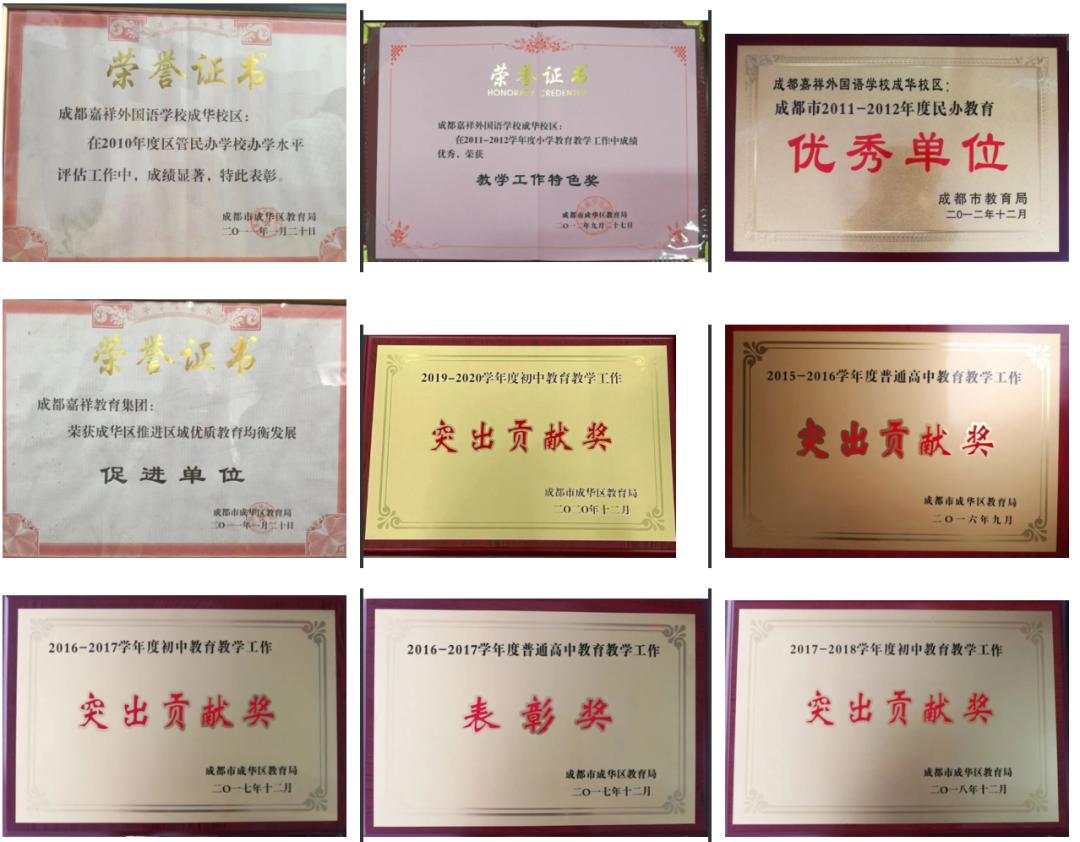 荣誉证书
成都嘉祥外国语学校成华校区：
在2010年度区管民办学校办学水平
评估工作中，成绩显著，特此表彰。
成都市成华区教育局
二〇一一年一月二十日
荣誉证书
HONORARY CREDENTIAL
成都嘉祥外国语学校成华校区：
在2011-2012学年度小学教育教学工作中成绩
优秀，荣获
教学工作特色奖
成都市成华区教育局
二〇一二年九月二十七日
成都嘉祥外国语学校成华校区：
成都市2011-2012年度民办教育
优秀单位
成都市教育局
二〇一二年十二月
荣誉证书
成都嘉祥教育集团：
荣获成华区推进区域优质教育均衡发展
促进单位
成都市成华区教育局
二〇一一年一月二十日
2019-2020学年度初中教育教学工作
突出贡献奖
成都市成华区教育局
二〇二〇年十二月
2015-2016学年度普通高中教育教学工作
突出贡献奖
成都市成华区教育局
二〇一六年九月
2016-2017学年度初中教育教学工作
突出贡献奖
成都市成华区教育局
二〇一七年十二月
2016-2017学年度普通高中教育教学工作
表彰奖
成都市成华区教育局
二〇一七年十二月
2017-2018学年度初中教育教学工作
突出贡献奖
成都市成华区教育局
二〇一八年十二月